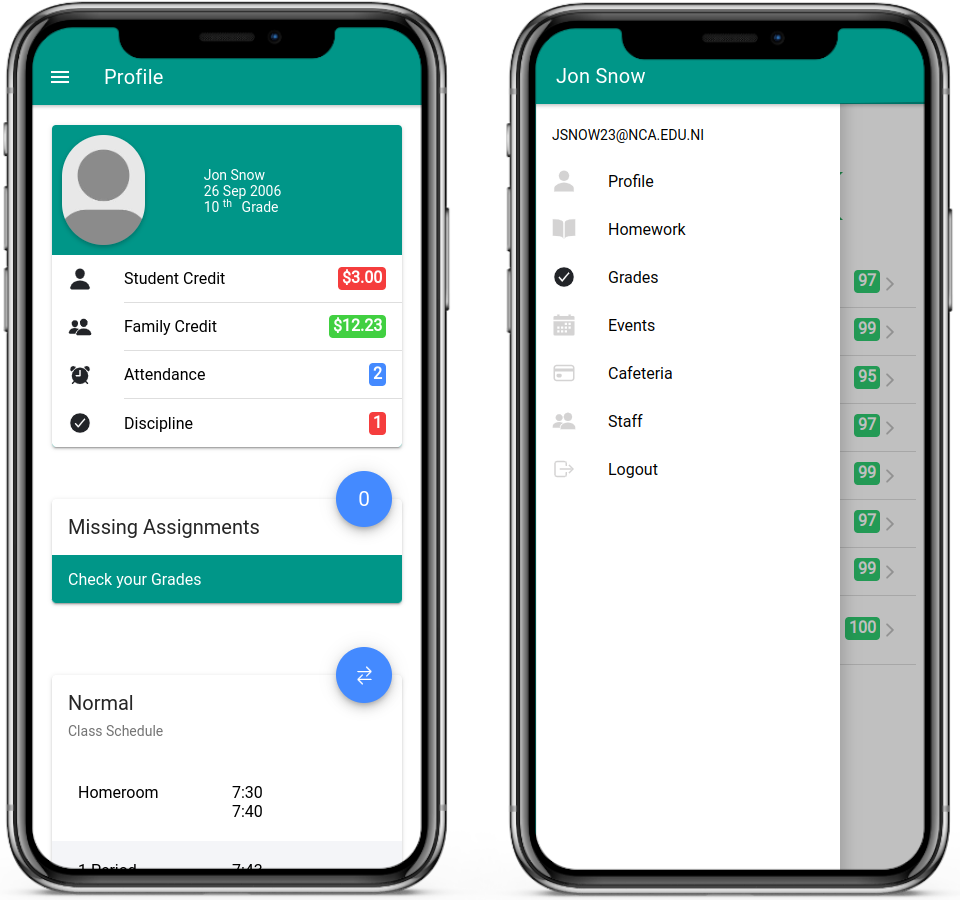 Profile
Jon Snow
26 Sep 2006
10 th Grade
Student Credit $3.00
Family Credit $12.23
Attendance 2
Discipline 1
0
Missing Assignments
Check your Grades
Normal
Class Schedule
Homeroom 7:30
7:40
1 Period 7:43
Jon Snow
JSNOW23@NCA.EDU.NI
Profile
Homework
Grades
Events
Cafeteria
Staff
Logout
97
99
95
97
99
97
99
100